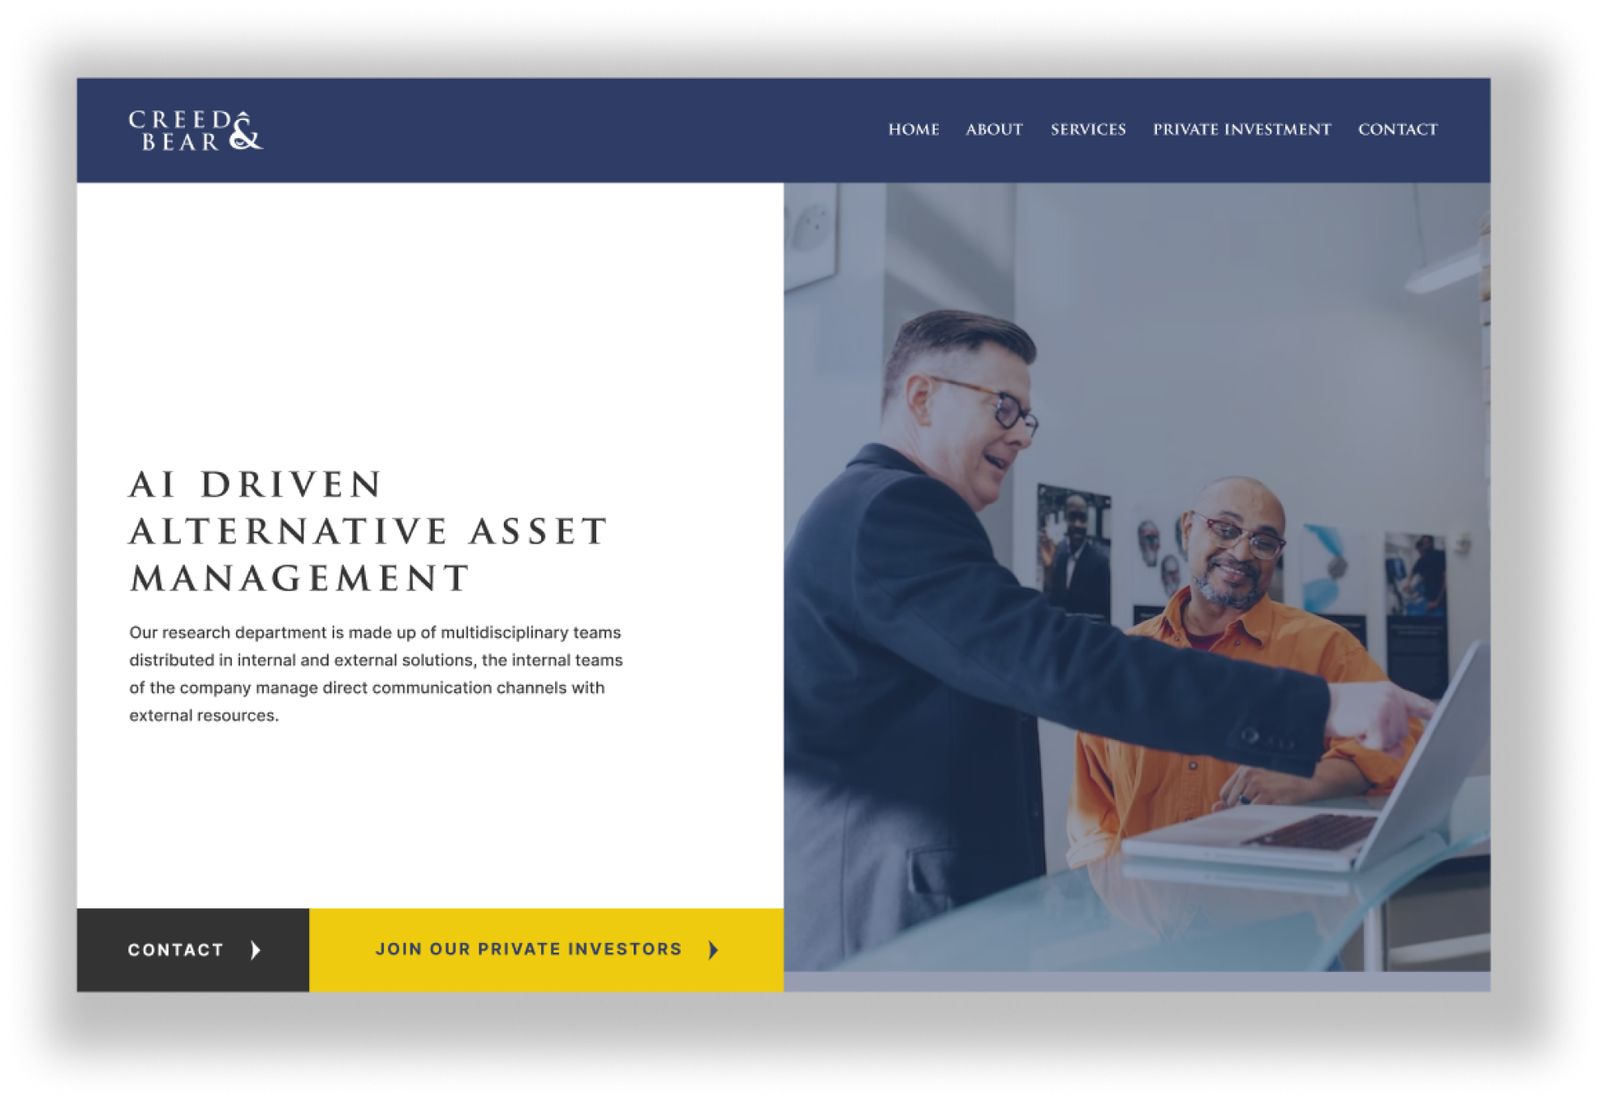 CREED &
BEAR
HOME ABOUT SERVICES PRIVATE INVESTMENT CONTACT
AI DRIVEN
ALTERNATIVE ASSET
MANAGEMENT
Our research department is made up of multidisciplinary teams
distributed in internal and external solutions, the internal teams
of the company manage direct communication channels with
external resources.
CONTACT
JOIN OUR PRIVATE INVESTORS